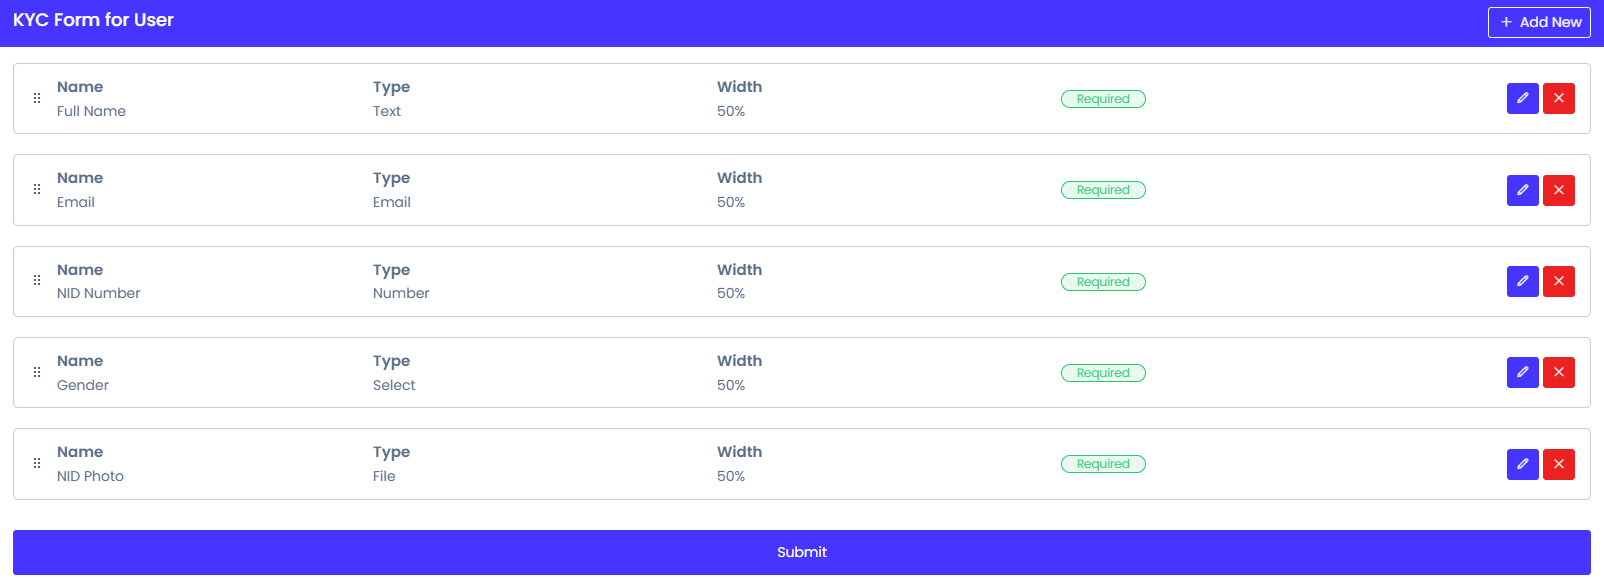 KYC Form for User
Add New
Name Type Width
Full Name Text 50% Required
Name Type Width
Email Email 50% Required
Name Type Width
NID Number Number 50% Required
Name Type Width
Gender Select 50% Required
Name Type Width
NID Photo File 50% Required
Submit